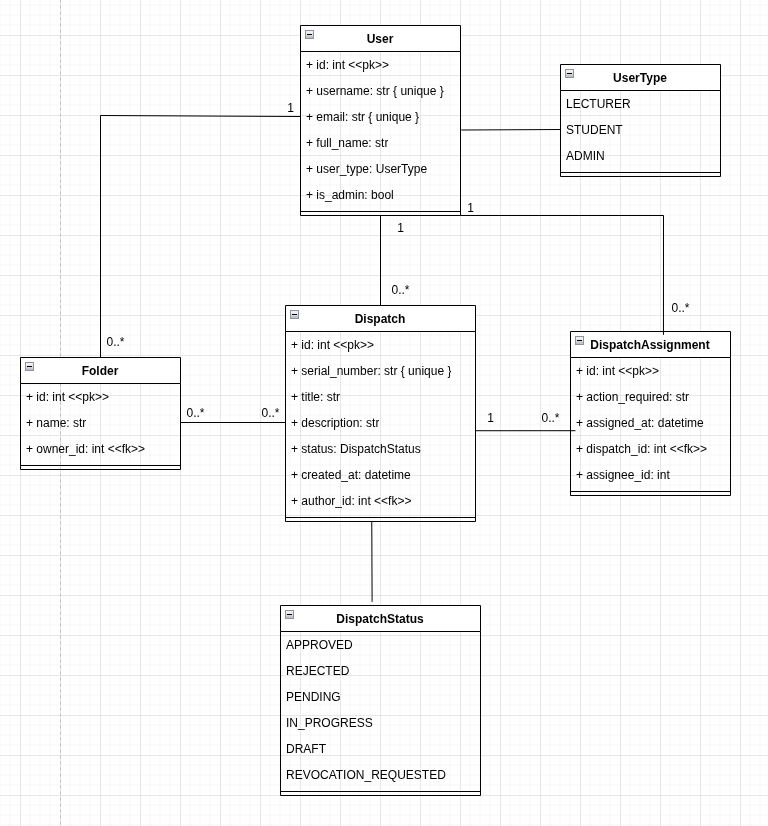 User
+ id: int <<pk>>
+ username: str { unique }
+ email: str { unique }
+ full_name: str
+ user_type: UserType
+ is_admin: bool
UserType
LECTURER
STUDENT
ADMIN
1
1
1
0..*
0..*
0..*
Dispatch
+ id: int <<pk>>
+ serial_number: str { unique }
+ title: str
+ description: str
+ status: DispatchStatus
+ created_at: datetime
+ author_id: int <<fk>>
DispatchAssignment
+ id: int <<pk>>
+ action_required: str
+ assigned_at: datetime
+ dispatch_id: int <<fk>>
+ assignee_id: int
Folder
+ id: int <<pk>>
+ name: str
+ owner_id: int <<fk>>
0..*
0..*
1
0..*
DispatchStatus
APPROVED
REJECTED
PENDING
IN_PROGRESS
DRAFT
REVOCATION_REQUESTED